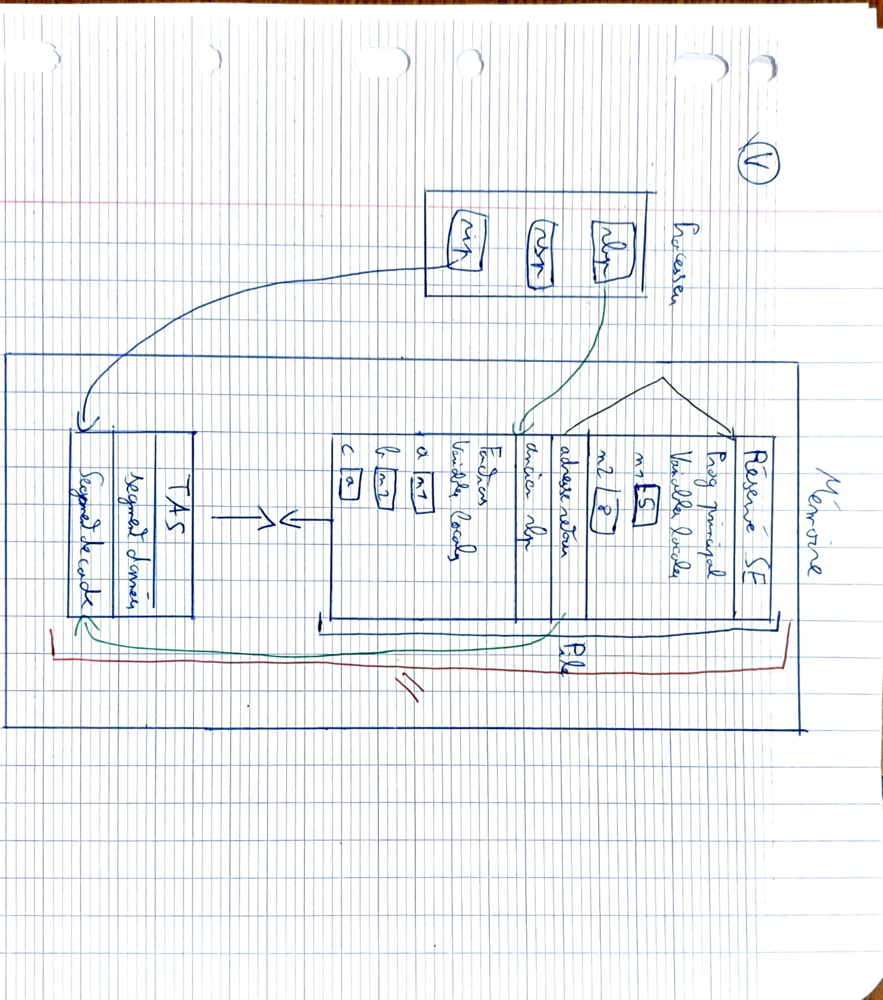 V
Processeu
rbp
rsp
rip
Mémoire
Réservé SE
Prog principal
Variables locales
n1 5
n2 8
adresse retour
ancien rbp
Fonction
Variables locales
a n1
b n2
c a
Pile
TAS
segment données
Segment de code